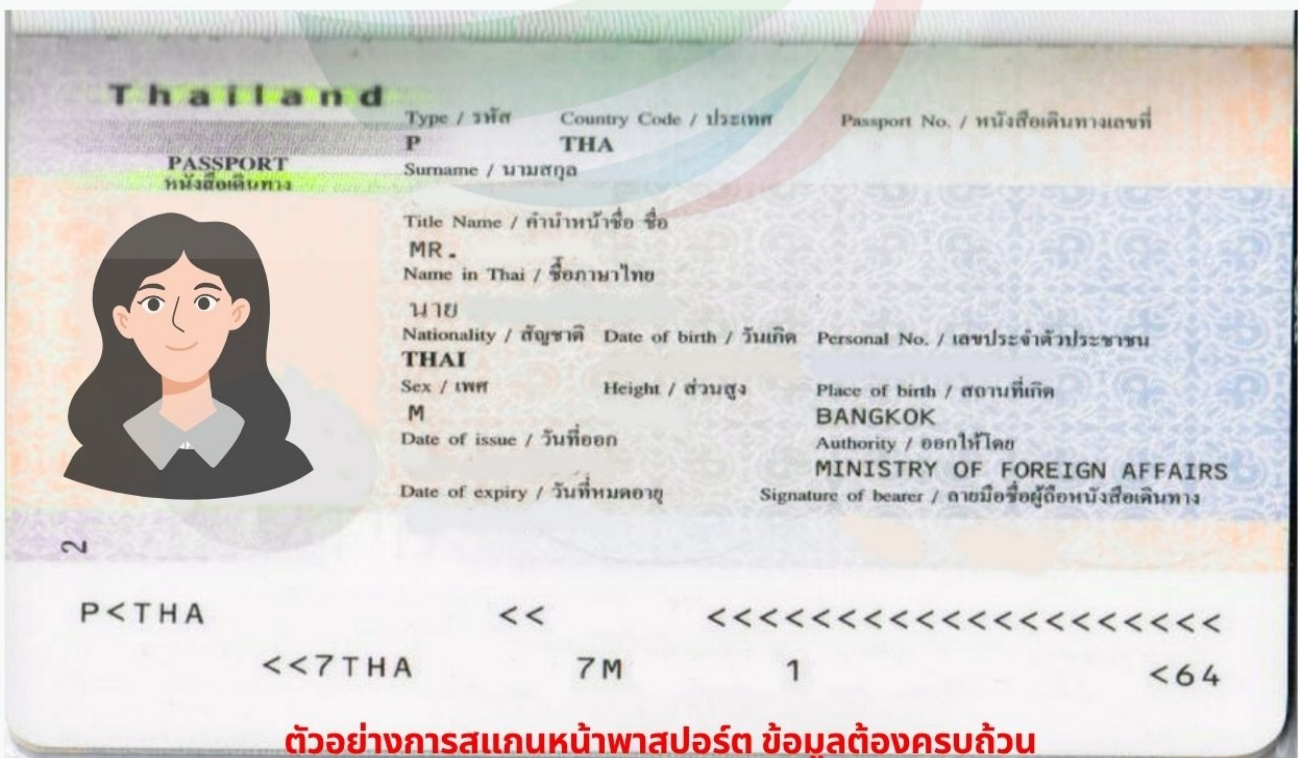 Thailand
Type / รหัส Country Code / ประเทศ Passport No. / หนังสือเดินทางเลขที่
P THA
PASSPORT
หนังสือเดินทาง
Surname / นามสกุล
Title Name / คำนำหน้าชื่อ ชื่อ
MR.
Name in Thai / ชื่อภาษาไทย
นาย
Nationality / สัญชาติ Date of birth / วันเกิด Personal No. / เลขประจำตัวประชาชน
THAI
Sex / เพศ Height / ส่วนสูง Place of birth / สถานที่เกิด
M BANGKOK
Date of issue / วันที่ออก Authority / ออกให้โดย
MINISTRY OF FOREIGN AFFAIRS
Date of expiry / วันที่หมดอายุ Signature of bearer / ลายมือชื่อผู้ถือหนังสือเดินทาง
2
P<THA << <<<<<<<<<<<<<<<<<<<<
<<7THA 7M 1 <64
ตัวอย่างการสแกนหน้าพาสปอร์ต ข้อมูลต้องครบถ้วน